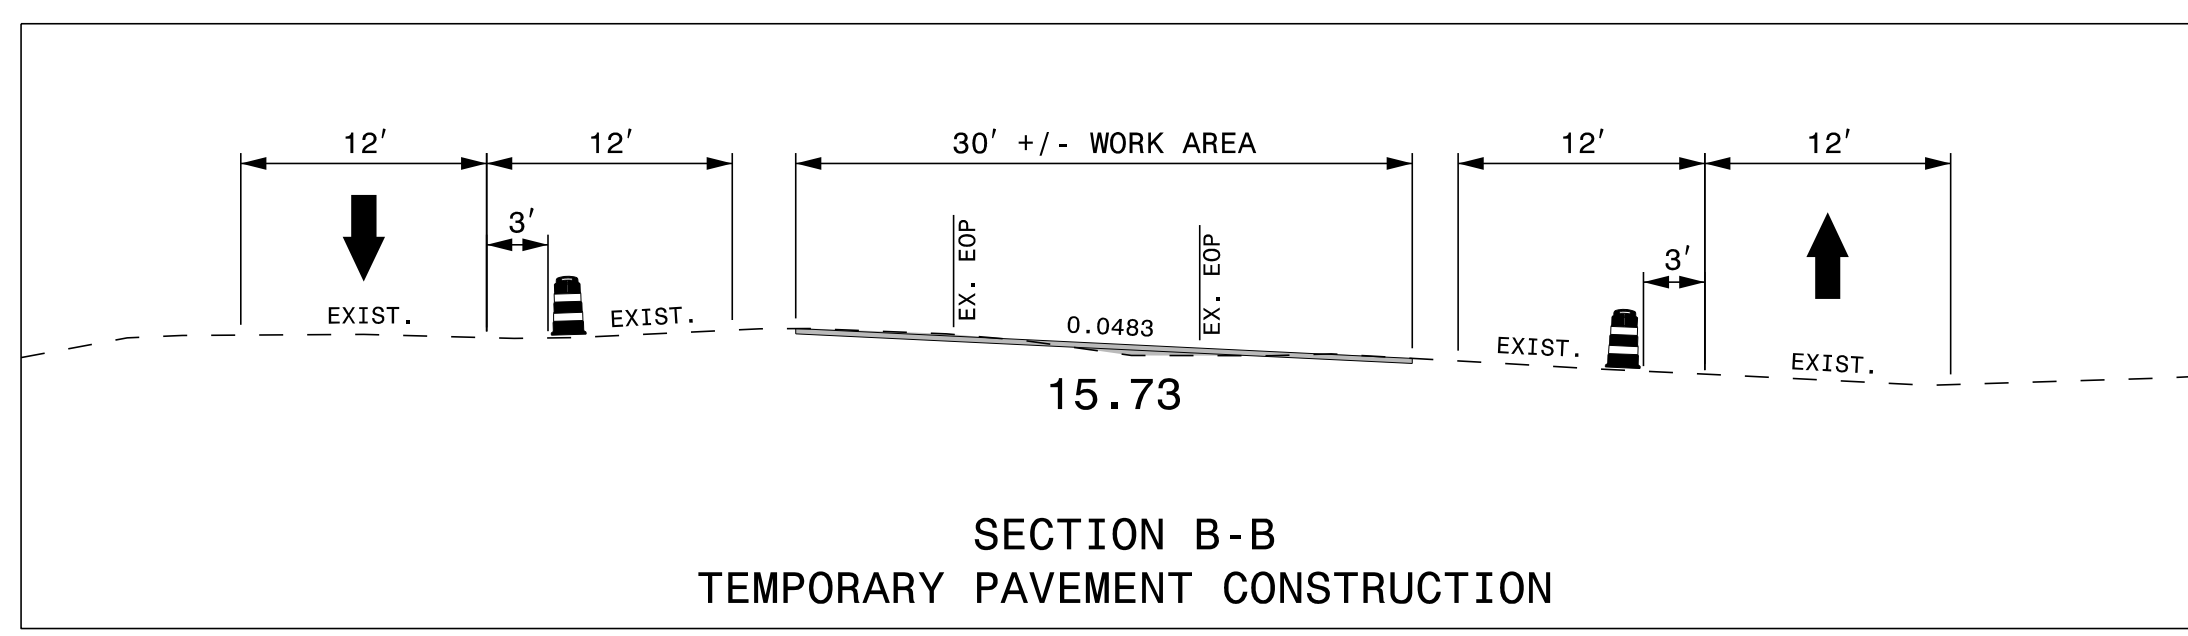 12' 12' 30' +/- WORK AREA 12' 12'
3' EX. EOP EX. EOP 3'
EXIST. EXIST. 0.0483 EXIST. EXIST.
15.73
SECTION B-B
TEMPORARY PAVEMENT CONSTRUCTION